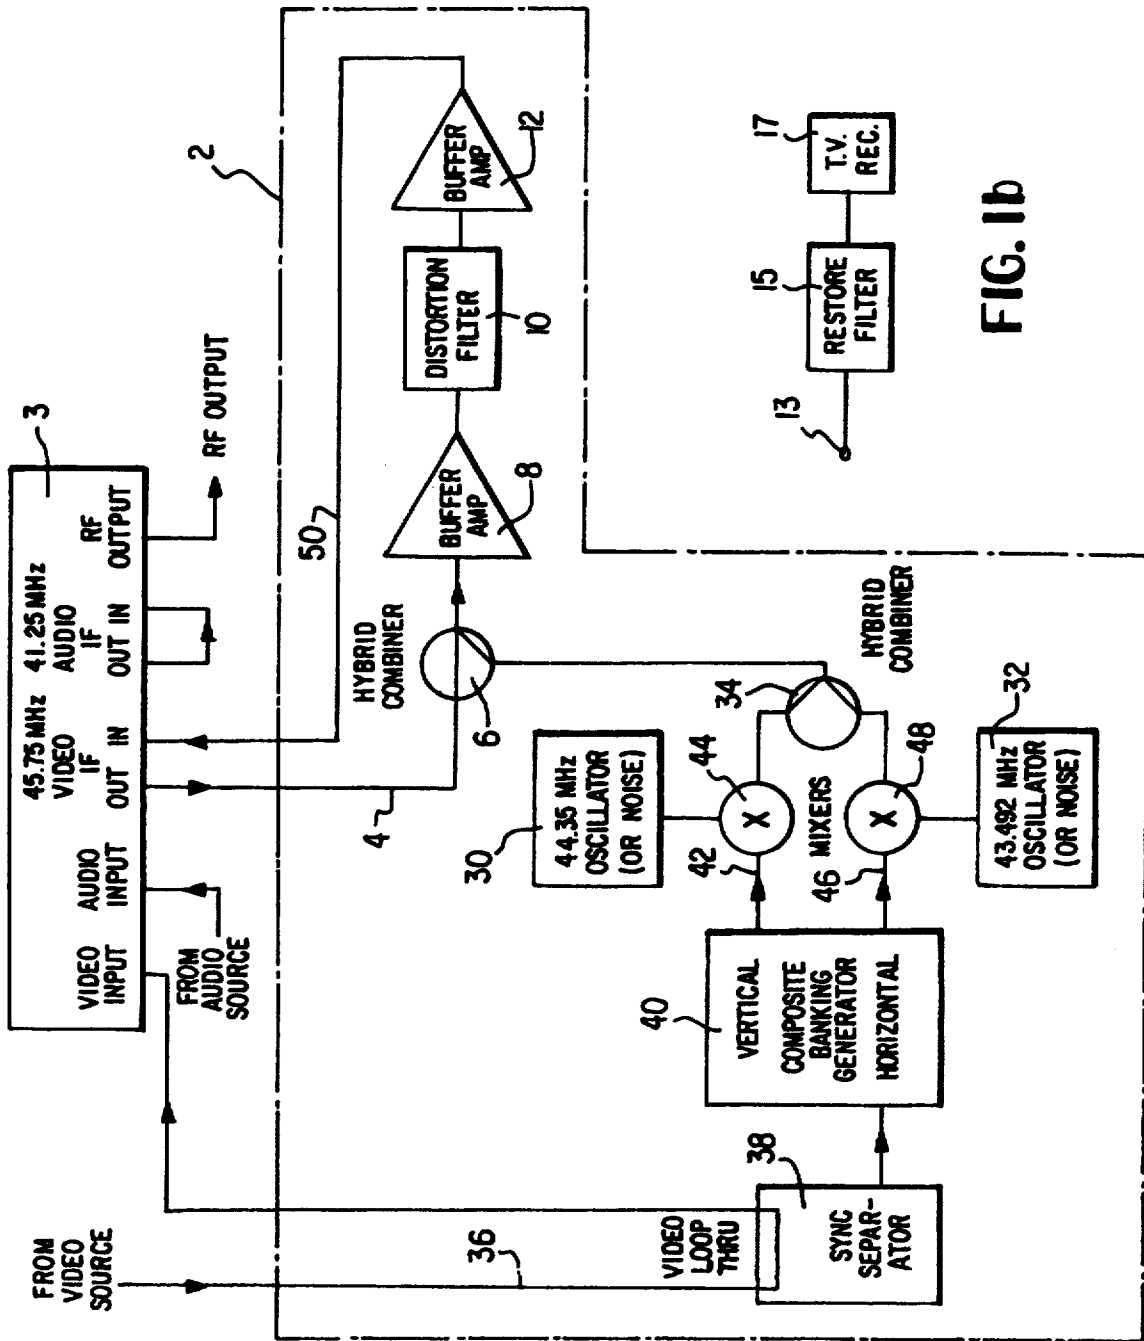 FROM
VIDEO
SOURCE
VIDEO
INPUT
AUDIO
INPUT
45.75 MHz
VIDEO
IF
OUT IN
41.25 MHz
AUDIO
IF
OUT IN
RF
OUTPUT
3
RF OUTPUT
FROM
AUDIO
SOURCE
2
50
4
HYBRID
COMBINER
6
BUFFER
AMP
8
DISTORTION
FILTER
10
BUFFER
AMP
12
36
VIDEO
LOOP
THRU
38
SYNC
SEPAR-
ATOR
40
VERTICAL
COMPOSITE
BANKING
GENERATOR
HORIZONTAL
30
44.35 MHz
OSCILLATOR
(OR NOISE)
42
44
X
MIXERS
46
48
X
34
HYBRID
COMBINER
32
43.492 MHz
OSCILLATOR
(OR NOISE)
13
15
RESTORE
FILTER
17
T.V.
REC.
FIG. 1b